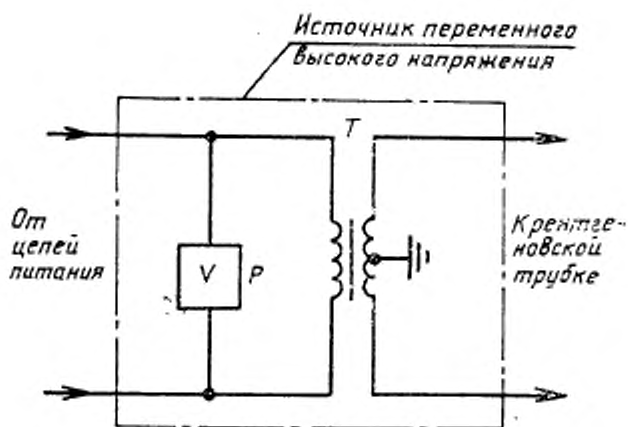 Источник переменного
высокого напряжения
T
От
цепей
питания
V
P
К рентге-
новской
трубке